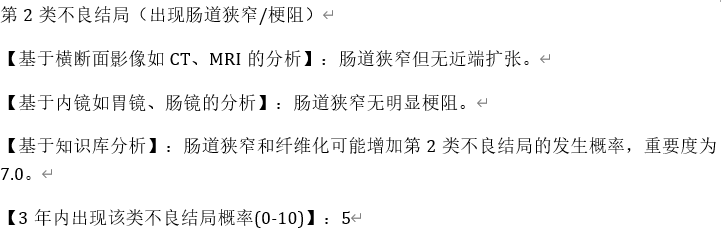 第 2 类不良结局（出现肠道狭窄/梗阻）
【基于横断面影像如 CT、MRI 的分析】：肠道狭窄但无近端扩张。
【基于内镜如胃镜、肠镜的分析】：肠道狭窄无明显梗阻。
【基于知识库分析】：肠道狭窄和纤维化可能增加第 2 类不良结局的发生概率，重要度为
7.0。
【3 年内出现该类不良结局概率(0-10)】：5